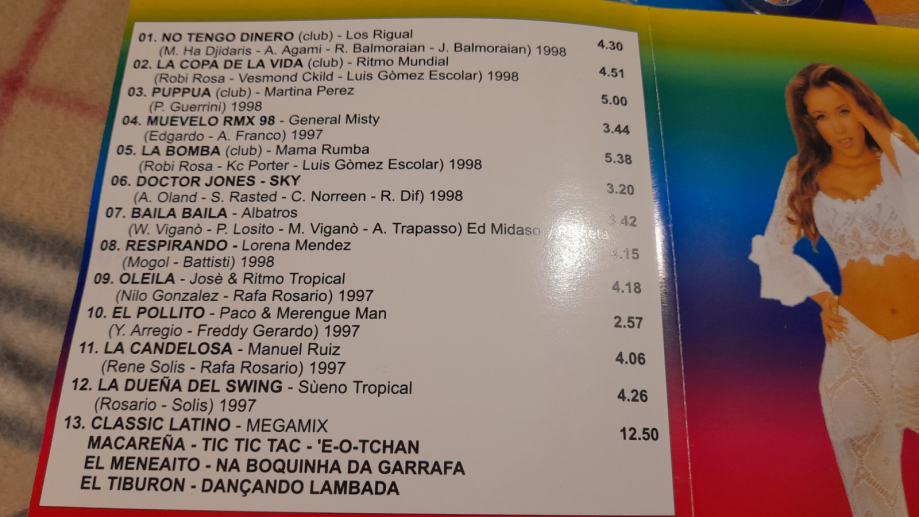 01. NO TENGO DINERO (club) - Los Rigual 4.30
(M. Ha Djidaris - A. Agami - R. Balmoraian - J. Balmoraian) 1998
02. LA COPA DE LA VIDA (club) - Ritmo Mundial 4.51
(Robi Rosa - Vesmond Ckild - Luis Gòmez Escolar) 1998
03. PUPPUA (club) - Martina Perez 5.00
(P. Guerrini) 1998
04. MUEVELO RMX 98 - General Misty 3.44
(Edgardo - A. Franco) 1997
05. LA BOMBA (club) - Mama Rumba 5.38
(Robi Rosa - Kc Porter - Luis Gòmez Escolar) 1998
06. DOCTOR JONES - SKY 3.20
(A. Oland - S. Rasted - C. Norreen - R. Dif) 1998
07. BAILA BAILA - Albatros 3.42
(W. Viganò - P. Losito - M. Viganò - A. Trapasso) Ed Midaso / Planeta
08. RESPIRANDO - Lorena Mendez .15
(Mogol - Battisti) 1998
09. OLEILA - Josè & Ritmo Tropical 4.18
(Nilo Gonzalez - Rafa Rosario) 1997
10. EL POLLITO - Paco & Merengue Man 2.57
(Y. Arregio - Freddy Gerardo) 1997
11. LA CANDELOSA - Manuel Ruiz 4.06
(Rene Solis - Rafa Rosario) 1997
12. LA DUEÑA DEL SWING - Sùeno Tropical 4.26
(Rosario - Solis) 1997
13. CLASSIC LATINO - MEGAMIX 12.50
MACAREÑA - TIC TIC TAC - 'E-O-TCHAN
EL MENEAITO - NA BOQUINHA DA GARRAFA
EL TIBURON - DANÇANDO LAMBADA